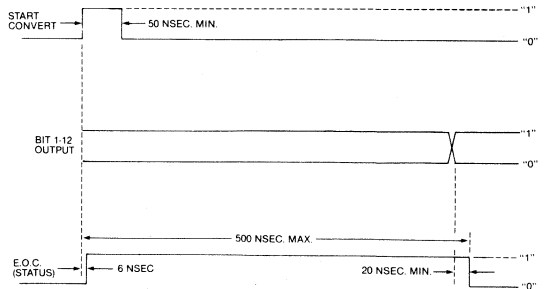 START
CONVERT
50 NSEC. MIN.
"1"
"0"
BIT 1-12
OUTPUT
"1"
"0"
500 NSEC. MAX.
E.O.C.
(STATUS)
6 NSEC
20 NSEC. MIN.
"1"
"0"